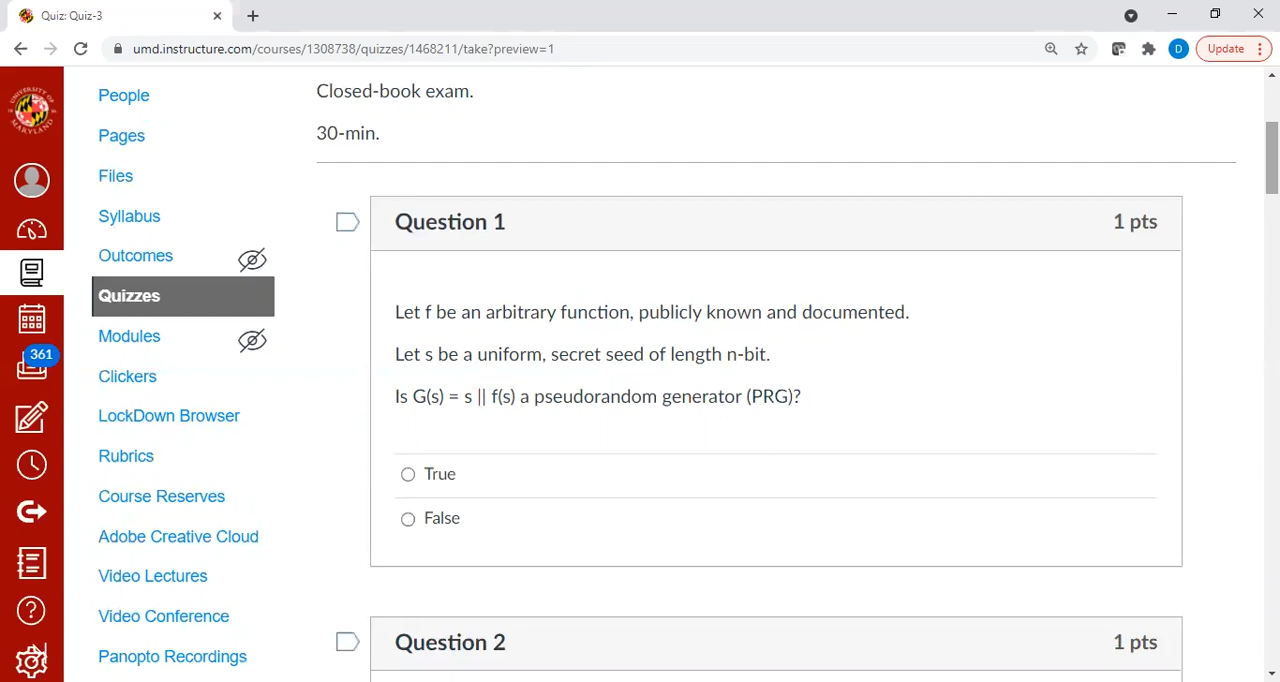 Quiz: Quiz-3
umd.instructure.com/courses/1308738/quizzes/1468211/take?preview=1
D
Update
UNIVERSITY OF MARYLAND
361
People
Pages
Files
Syllabus
Outcomes
Quizzes
Modules
Clickers
LockDown Browser
Rubrics
Course Reserves
Adobe Creative Cloud
Video Lectures
Video Conference
Panopto Recordings
Closed-book exam.
30-min.
Question 1 1 pts
Let f be an arbitrary function, publicly known and documented.
Let s be a uniform, secret seed of length n-bit.
Is G(s) = s || f(s) a pseudorandom generator (PRG)?
True
False
Question 2 1 pts